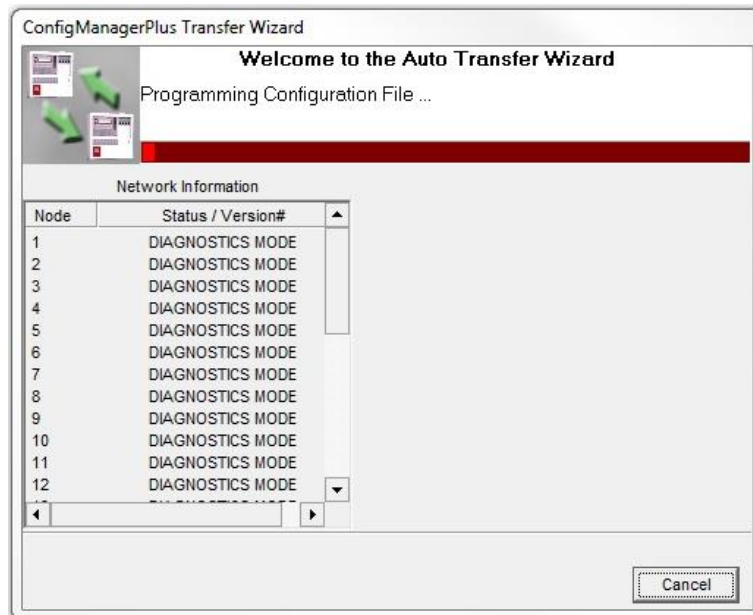 ConfigManagerPlus Transfer Wizard
Welcome to the Auto Transfer Wizard
Programming Configuration File ...
Network Information
Node Status / Version#
1 DIAGNOSTICS MODE
2 DIAGNOSTICS MODE
3 DIAGNOSTICS MODE
4 DIAGNOSTICS MODE
5 DIAGNOSTICS MODE
6 DIAGNOSTICS MODE
7 DIAGNOSTICS MODE
8 DIAGNOSTICS MODE
9 DIAGNOSTICS MODE
10 DIAGNOSTICS MODE
11 DIAGNOSTICS MODE
12 DIAGNOSTICS MODE
Cancel